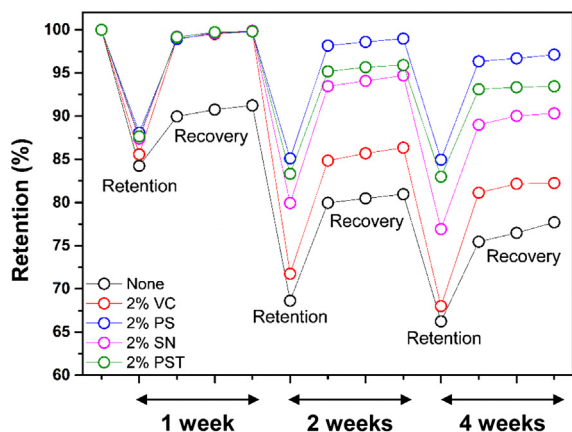 Retention (%)
100
95
90
85
80
75
70
65
60
Retention
Recovery
Retention
Recovery
Retention
Recovery
None
2% VC
2% PS
2% SN
2% PST
1 week
2 weeks
4 weeks